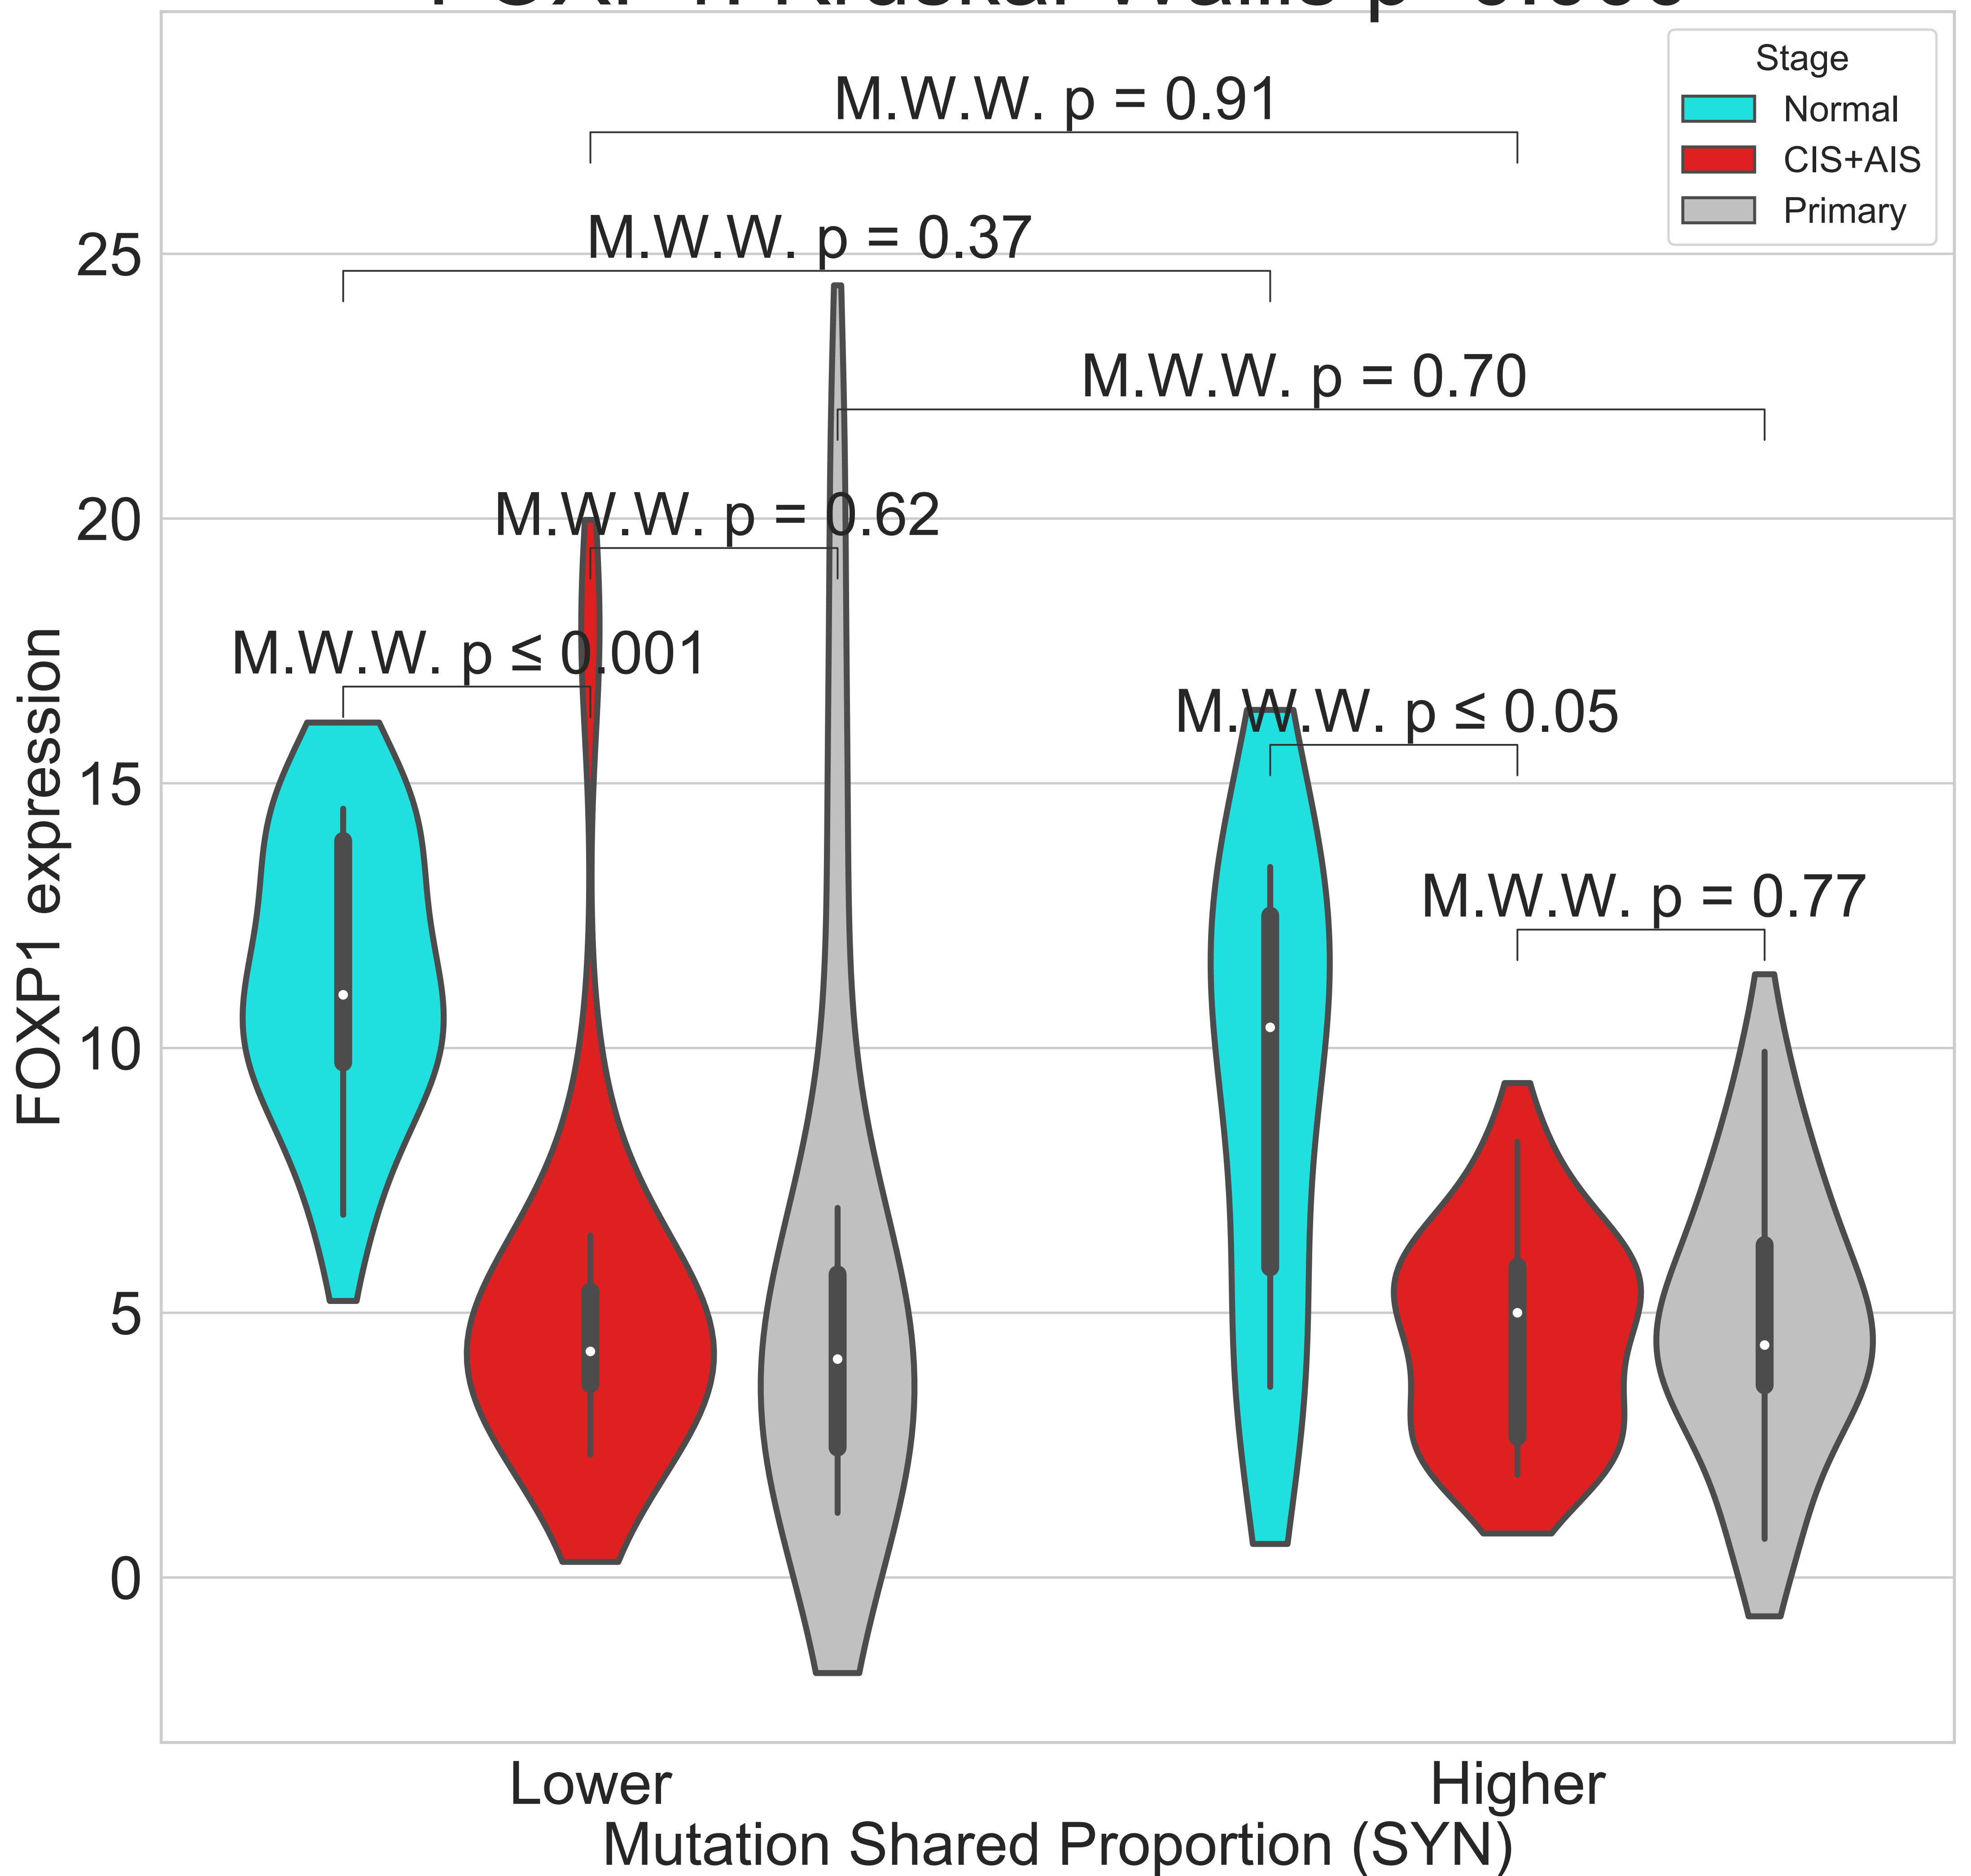 Stage
Normal
CIS+AIS
Primary
M.W.W. p = 0.91
M.W.W. p = 0.37
M.W.W. p = 0.70
M.W.W. p = 0.62
M.W.W. p ≤ 0.001
M.W.W. p ≤ 0.05
M.W.W. p = 0.77
25
20
15
10
5
0
FOXP1 expression
Lower
Higher
Mutation Shared Proportion (SYN)